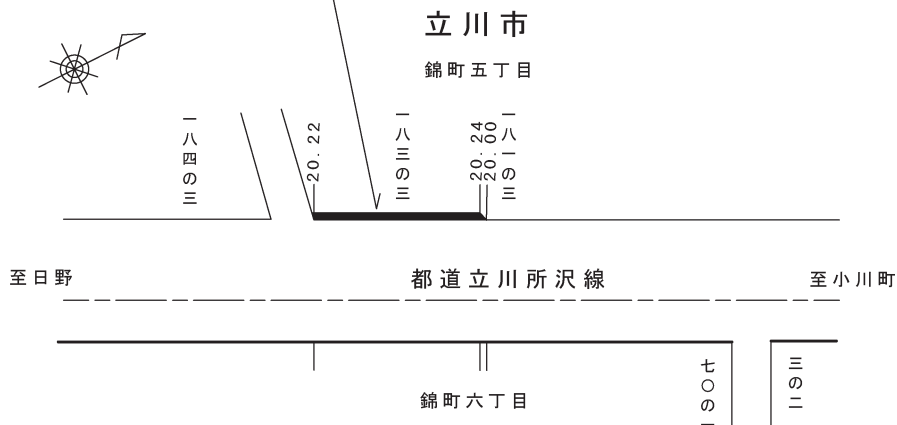 立川市
錦町五丁目
一八四の三
20.22
一八三の三
20.24
20.00
一八一の三
至日野
都道立川所沢線
至小川町
錦町六丁目
七〇の一
三の二